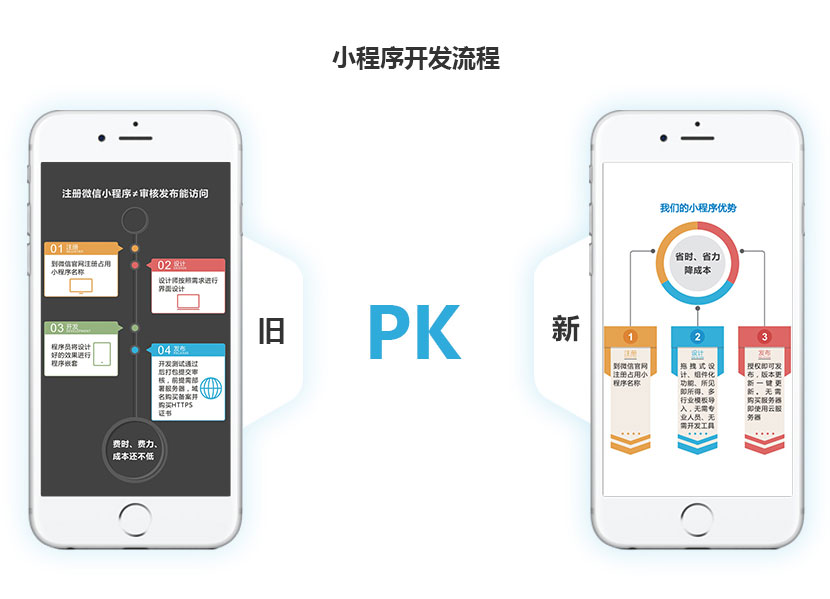 小程序开发流程
注册微信小程序≠审核发布能访问
01 注册
到微信官网注册占用
小程序名称
02 设计
设计师按照需求进行
界面设计
03 开发
程序员将设计
好的效果进行
程序嵌套
04 发布
开发测试通过
后打包提交审
核,前提需部
署服务器,域
名购买备案并
购买HTTPS
证书
费时、费力、
成本还不低
旧
PK
新
我们的小程序优势
省时、省力
降成本
1
注册
到微信官网
注册占用小
程序名称
2
设计
拖拽式设
计、组件化
功能、所见
即所得、多
行业模板导
入,无需专
业人员、无
需开发工具
3
发布
授权即可发
布,版本更
新一键更
新。无需
购买服务器
即使用云服
务器